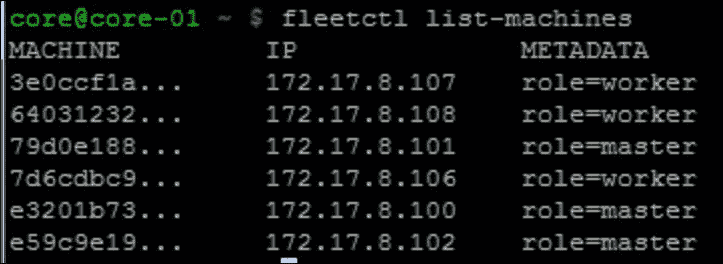 core@core-01 ~ $ fleetctl list-machines
MACHINE IP METADATA
3e0ccf1a... 172.17.8.107 role=worker
64031232... 172.17.8.108 role=worker
79d0e188... 172.17.8.101 role=master
7d6cdbc9... 172.17.8.106 role=worker
e3201b73... 172.17.8.100 role=master
e59c9e19... 172.17.8.102 role=master